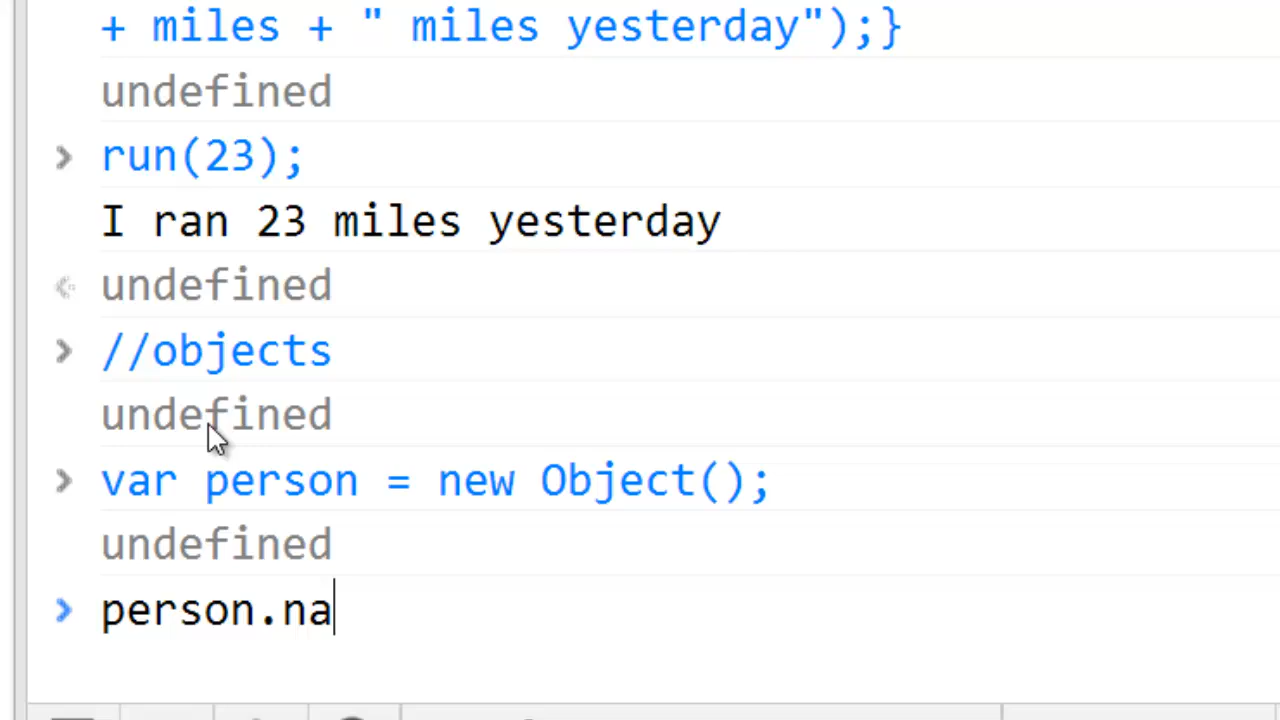 + miles + " miles yesterday");}
undefined
> run(23);
I ran 23 miles yesterday
undefined
> //objects
undefined
> var person = new Object();
undefined
> person.na